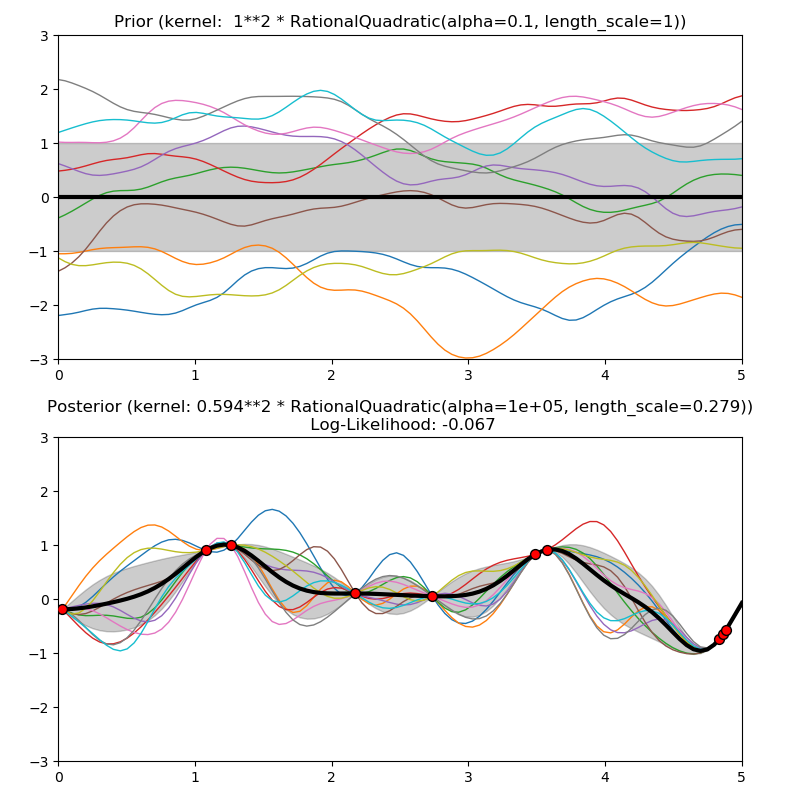 Prior (kernel:  1**2 * RationalQuadratic(alpha=0.1, length_scale=1))
3
2
1
0
−1
−2
−3
0 1 2 3 4 5
Posterior (kernel: 0.594**2 * RationalQuadratic(alpha=1e+05, length_scale=0.279))
Log-Likelihood: -0.067
3
2
1
0
−1
−2
−3
0 1 2 3 4 5